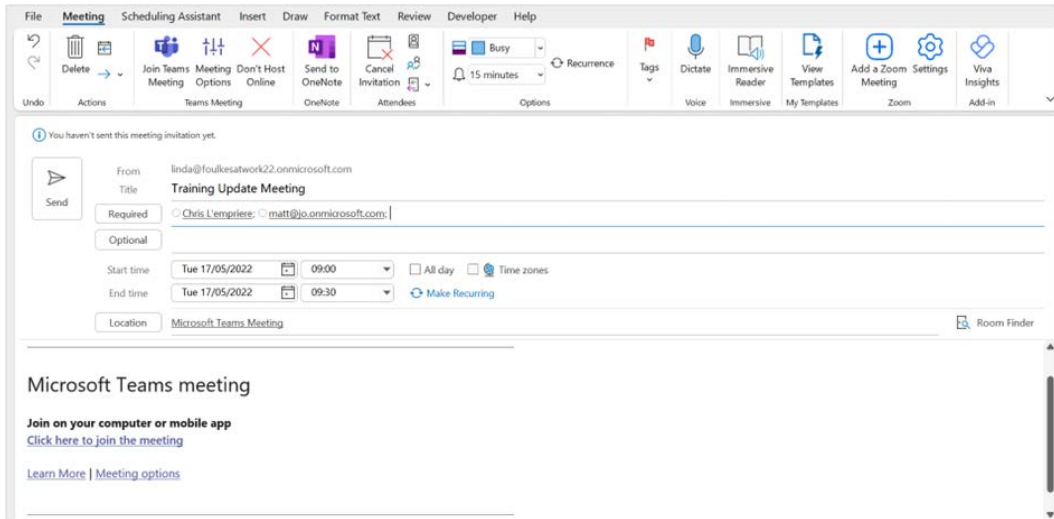 File Meeting Scheduling Assistant Insert Draw Format Text Review Developer Help
Delete
Join Teams Meeting
Meeting Options
Don't Host Online
Send to OneNote
Cancel Invitation
Busy
15 minutes
Recurrence
Tags
Dictate
Immersive Reader
View Templates
Add a Zoom Meeting
Settings
Viva Insights
Undo Actions Teams Meeting OneNote Attendees Options Voice Immersive My Templates Zoom Add-in
You haven't sent this meeting invitation yet.
Send
From linda@foulkesatwork22.onmicrosoft.com
Title Training Update Meeting
Required Chris L'empriere; matt@jo.onmicrosoft.com;
Optional
Start time Tue 17/05/2022 09:00 All day Time zones
End time Tue 17/05/2022 09:30 Make Recurring
Location Microsoft Teams Meeting Room Finder
Microsoft Teams meeting
Join on your computer or mobile app
Click here to join the meeting
Learn More | Meeting options